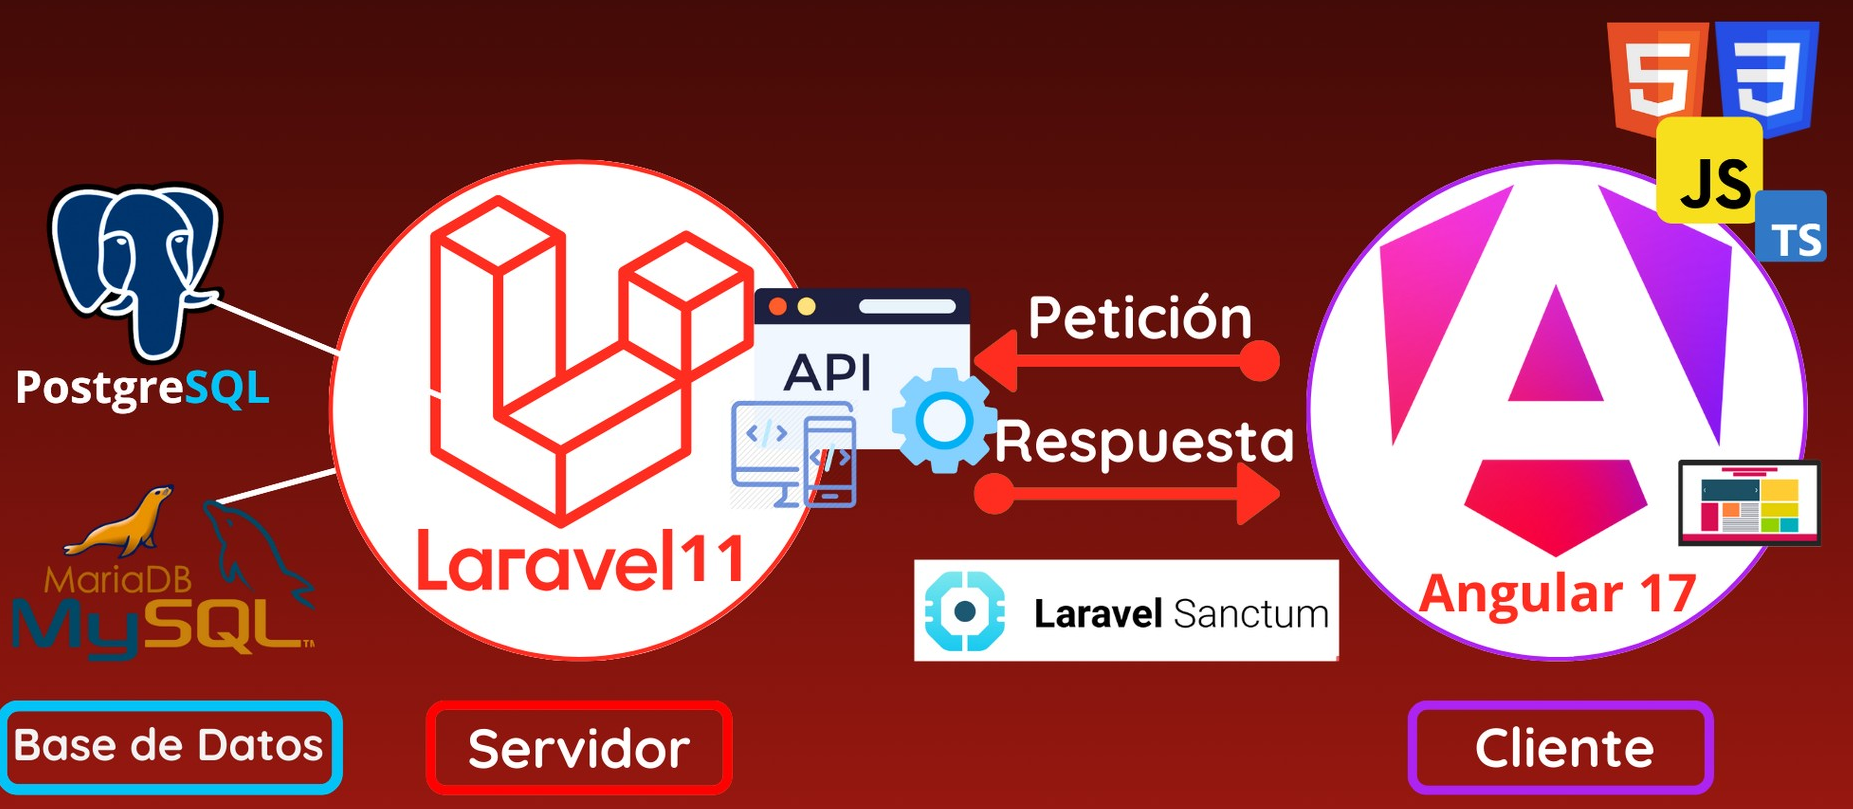 5
3
JS
TS
PostgreSQL
MariaDB
MySQL™
Laravel11
API
</>
</>
Petición
Respuesta
Laravel Sanctum
Angular 17
Base de Datos
Servidor
Cliente